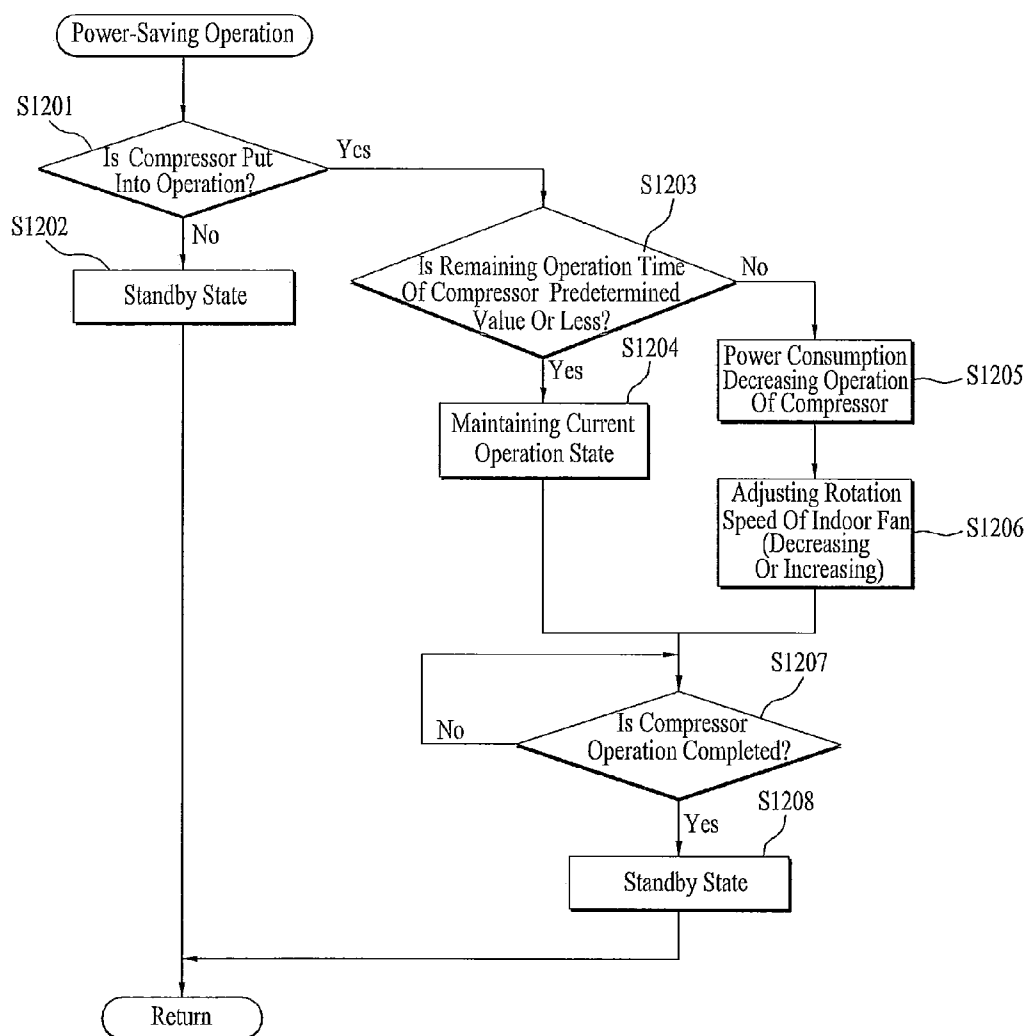 Power-Saving Operation
S1201
Is Compressor Put
Into Operation?
Yes
No
S1202
Standby State
S1203
Is Remaining Operation Time
Of Compressor Predetermined
Value Or Less?
No
Yes
S1204
Maintaining Current
Operation State
Power Consumption
Decreasing Operation
Of Compressor
S1205
Adjusting Rotation
Speed Of Indoor Fan
(Decreasing
Or Increasing)
S1206
S1207
Is Compressor
Operation Completed?
No
Yes
S1208
Standby State
Return